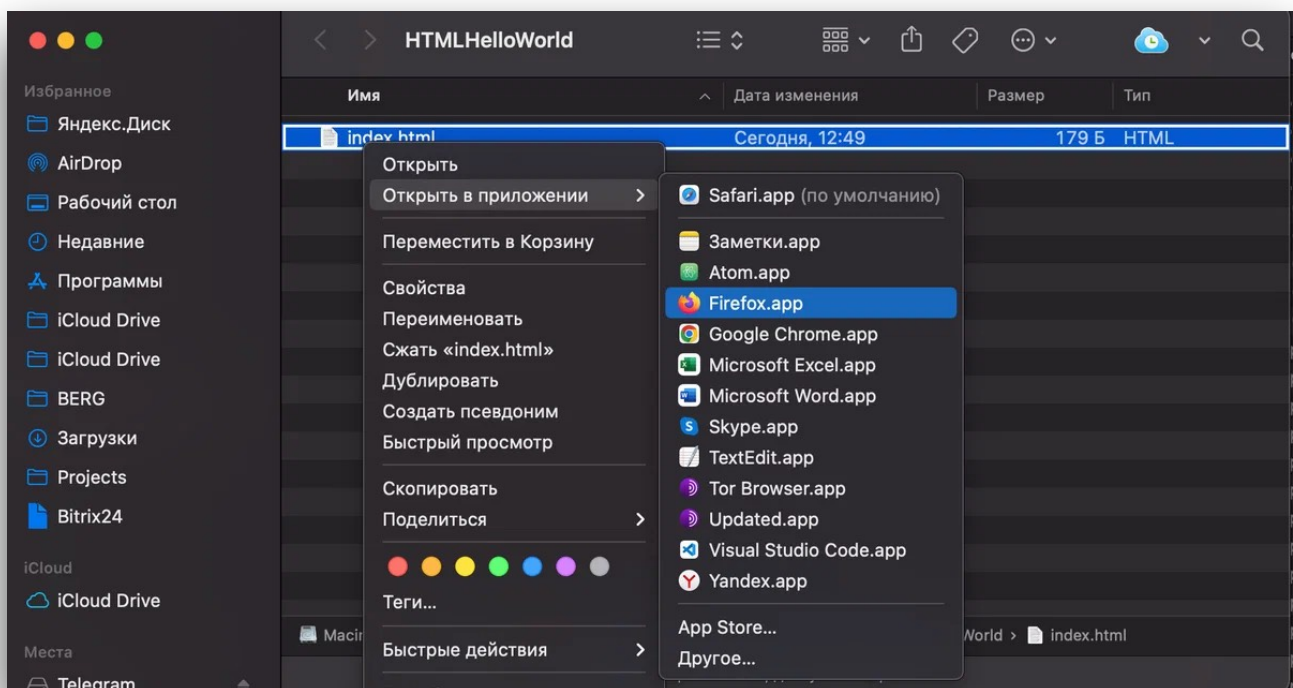 HTMLHelloWorld
Избранное
Яндекс.Диск
AirDrop
Рабочий стол
Недавние
Программы
iCloud Drive
iCloud Drive
BERG
Загрузки
Projects
Bitrix24
iCloud
iCloud Drive
Места
Telegram
Имя Дата изменения Размер Тип
index.html Сегодня, 12:49 179 Б HTML
Открыть
Открыть в приложении
Переместить в Корзину
Свойства
Переименовать
Сжать «index.html»
Дублировать
Создать псевдоним
Быстрый просмотр
Скопировать
Поделиться
Теги...
Быстрые действия
Safari.app (по умолчанию)
Заметки.app
Atom.app
Firefox.app
Google Chrome.app
Microsoft Excel.app
Microsoft Word.app
Skype.app
TextEdit.app
Tor Browser.app
Updated.app
Visual Studio Code.app
Yandex.app
App Store...
Другое...
World › index.html